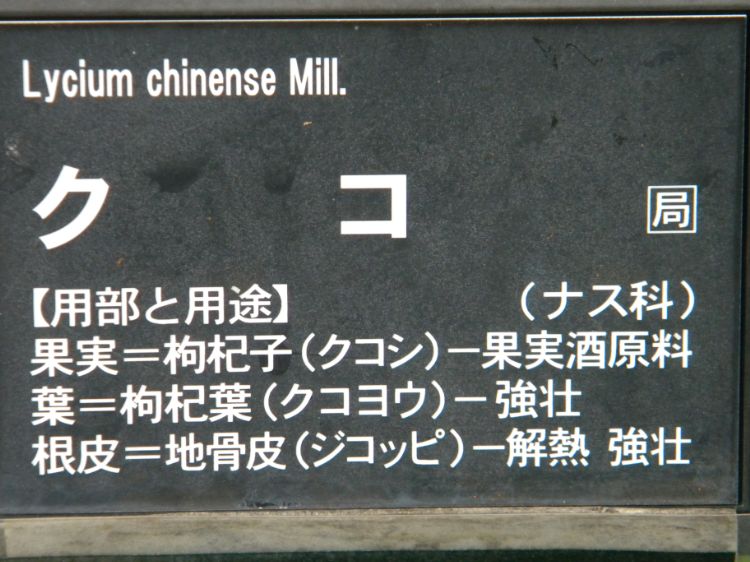 Lycium chinense Mill.
ク コ 局
【用部と用途】 (ナス科)
果実＝枸杞子(クコシ)－果実酒原料
葉＝枸杞葉(クコヨウ)－強壮
根皮＝地骨皮(ジコッピ)－解熱 強壮